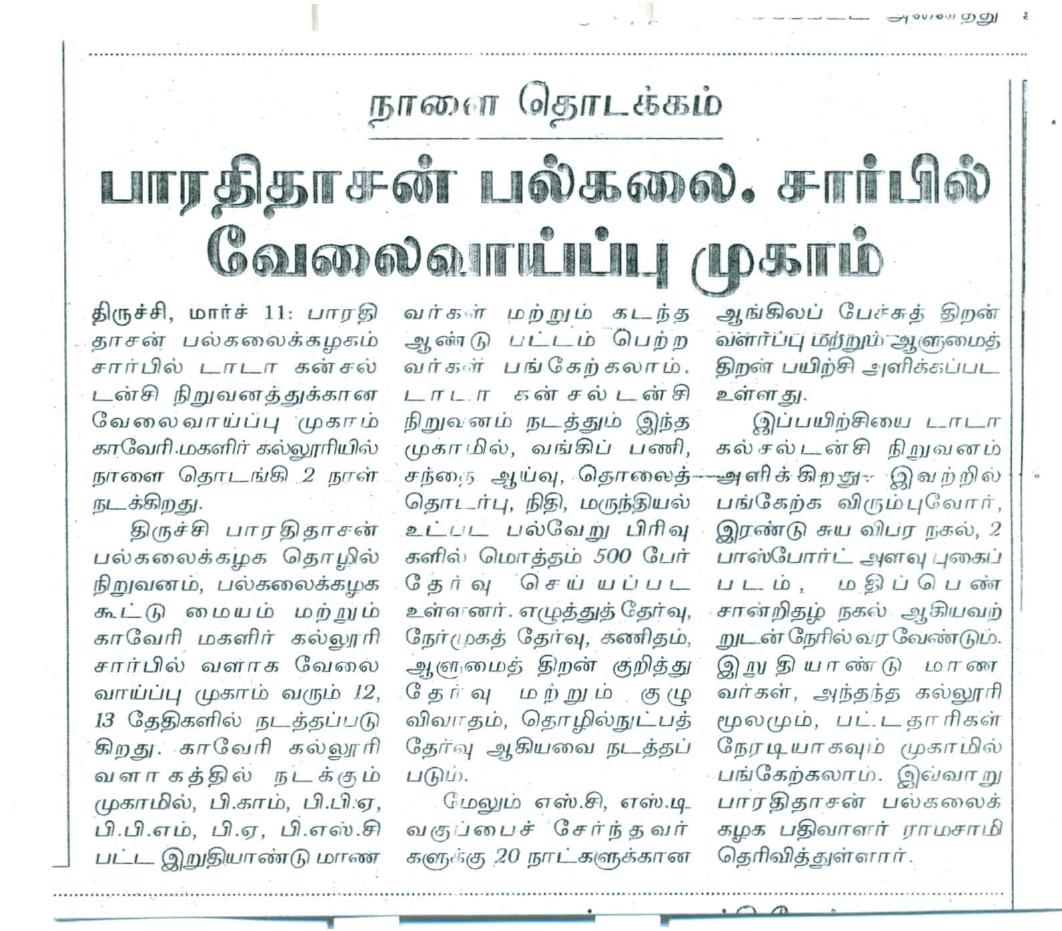 அனைத்து
நாளை தொடக்கம்
பாரதிதாசன் பல்கலை. சார்பில்
வேலைவாய்ப்பு முகாம்
திருச்சி, மார்ச் 11: பாரதி
தாசன் பல்கலைக்கழகம்
சார்பில் டாடா கன்சல்
டன்சி நிறுவனத்துக்கான
வேலைவாய்ப்பு முகாம்
காவேரி மகளிர் கல்லூரியில்
நாளை தொடங்கி 2 நாள்
நடக்கிறது.
திருச்சி பாரதிதாசன்
பல்கலைக்கழக தொழில்
நிறுவனம், பல்கலைக்கழக
கூட்டு மையம் மற்றும்
காவேரி மகளிர் கல்லூரி
சார்பில் வளாக வேலை
வாய்ப்பு முகாம் வரும் 12,
13 தேதிகளில் நடத்தப்படு
கிறது. காவேரி கல்லூரி
வளாகத்தில் நடக்கும்
முகாமில், பி.காம், பி.பி.ஏ,
பி.பி.எம், பி.ஏ, பி.எஸ்.சி
பட்ட இறுதியாண்டு மாண
வர்கள் மற்றும் கடந்த
ஆண்டு பட்டம் பெற்ற
வர்கள் பங்கேற்கலாம்.
டாடா கன்சல்டன்சி
நிறுவனம் நடத்தும் இந்த
முகாமில், வங்கிப் பணி,
சந்தை ஆய்வு, தொலைத்
தொடர்பு, நிதி, மருந்தியல்
உட்பட பல்வேறு பிரிவு
களில் மொத்தம் 500 பேர்
தேர்வு செய்யப்பட
உள்ளனர். எழுத்துத் தேர்வு,
நேர்முகத் தேர்வு, கணிதம்,
ஆளுமைத் திறன் குறித்து
தேர்வு மற்றும் குழு
விவாதம், தொழில்நுட்பத்
தேர்வு ஆகியவை நடத்தப்
படும்.
மேலும் எஸ்.சி, எஸ்.டி
வகுப்பைச் சேர்ந்தவர்
களுக்கு 20 நாட்களுக்கான
ஆங்கிலப் பேச்சுத் திறன்
வளர்ப்பு மற்றும் ஆளுமைத்
திறன் பயிற்சி அளிக்கப்பட
உள்ளது.
இப்பயிற்சியை டாடா
கல்சல்டன்சி நிறுவனம்
அளிக்கிறது. இவற்றில்
பங்கேற்க விரும்புவோர்,
இரண்டு சுய விபர நகல், 2
பாஸ்போர்ட் அளவு புகைப்
படம், மதிப்பெண்
சான்றிதழ் நகல் ஆகியவற்
றுடன் நேரில் வர வேண்டும்.
இறுதியாண்டு மாண
வர்கள், அந்தந்த கல்லூரி
மூலமும், பட்டதாரிகள்
நேரடியாகவும் முகாமில்
பங்கேற்கலாம். இவ்வாறு
பாரதிதாசன் பல்கலைக்
கழக பதிவாளர் ராமசாமி
தெரிவித்துள்ளார்.